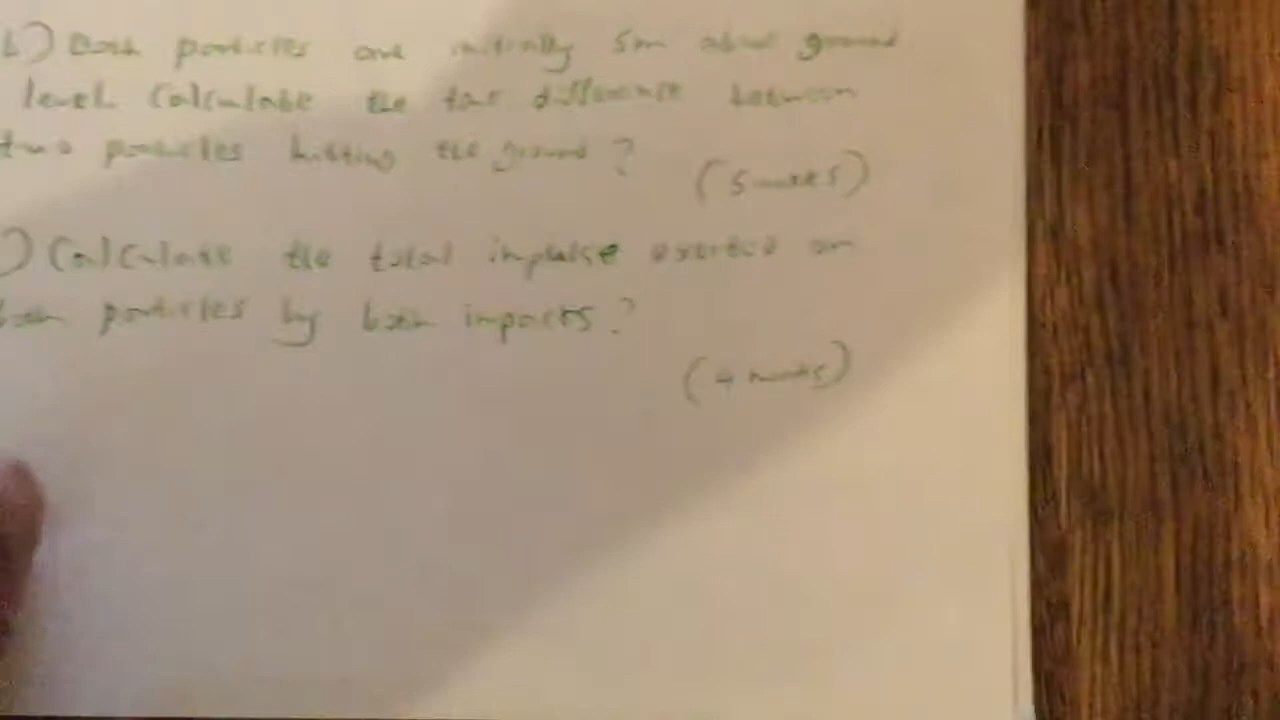 b) Both particles are initially 5m above ground
level Calculate the time difference between
two particles hitting the ground?
(5 marks)
) Calculate the total impulse exerted on
both particles by both impacts?
(4 marks)